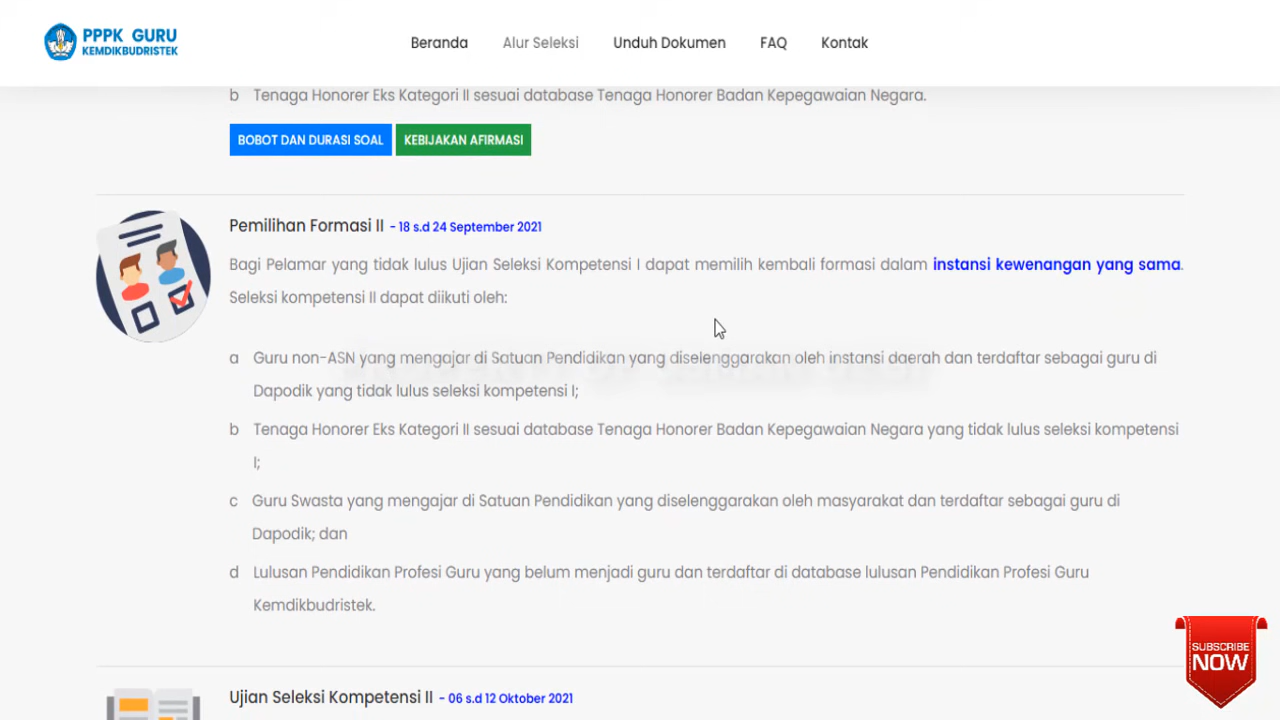 PPPK GURU
KEMDIKBUDRISTEK
Beranda
Alur Seleksi
Unduh Dokumen
FAQ
Kontak
b Tenaga Honorer Eks Kategori II sesuai database Tenaga Honorer Badan Kepegawaian Negara.
BOBOT DAN DURASI SOAL
KEBIJAKAN AFIRMASI
Pemilihan Formasi II - 18 s.d 24 September 2021
Bagi Pelamar yang tidak lulus Ujian Seleksi Kompetensi I dapat memilih kembali formasi dalam instansi kewenangan yang sama.
Seleksi kompetensi II dapat diikuti oleh:
a Guru non-ASN yang mengajar di Satuan Pendidikan yang diselenggarakan oleh instansi daerah dan terdaftar sebagai guru di
Dapodik yang tidak lulus seleksi kompetensi I;
b Tenaga Honorer Eks Kategori II sesuai database Tenaga Honorer Badan Kepegawaian Negara yang tidak lulus seleksi kompetensi
I;
c Guru Swasta yang mengajar di Satuan Pendidikan yang diselenggarakan oleh masyarakat dan terdaftar sebagai guru di
Dapodik; dan
d Lulusan Pendidikan Profesi Guru yang belum menjadi guru dan terdaftar di database lulusan Pendidikan Profesi Guru
Kemdikbudristek.
SUBSCRIBE
NOW
Ujian Seleksi Kompetensi II - 06 s.d 12 Oktober 2021